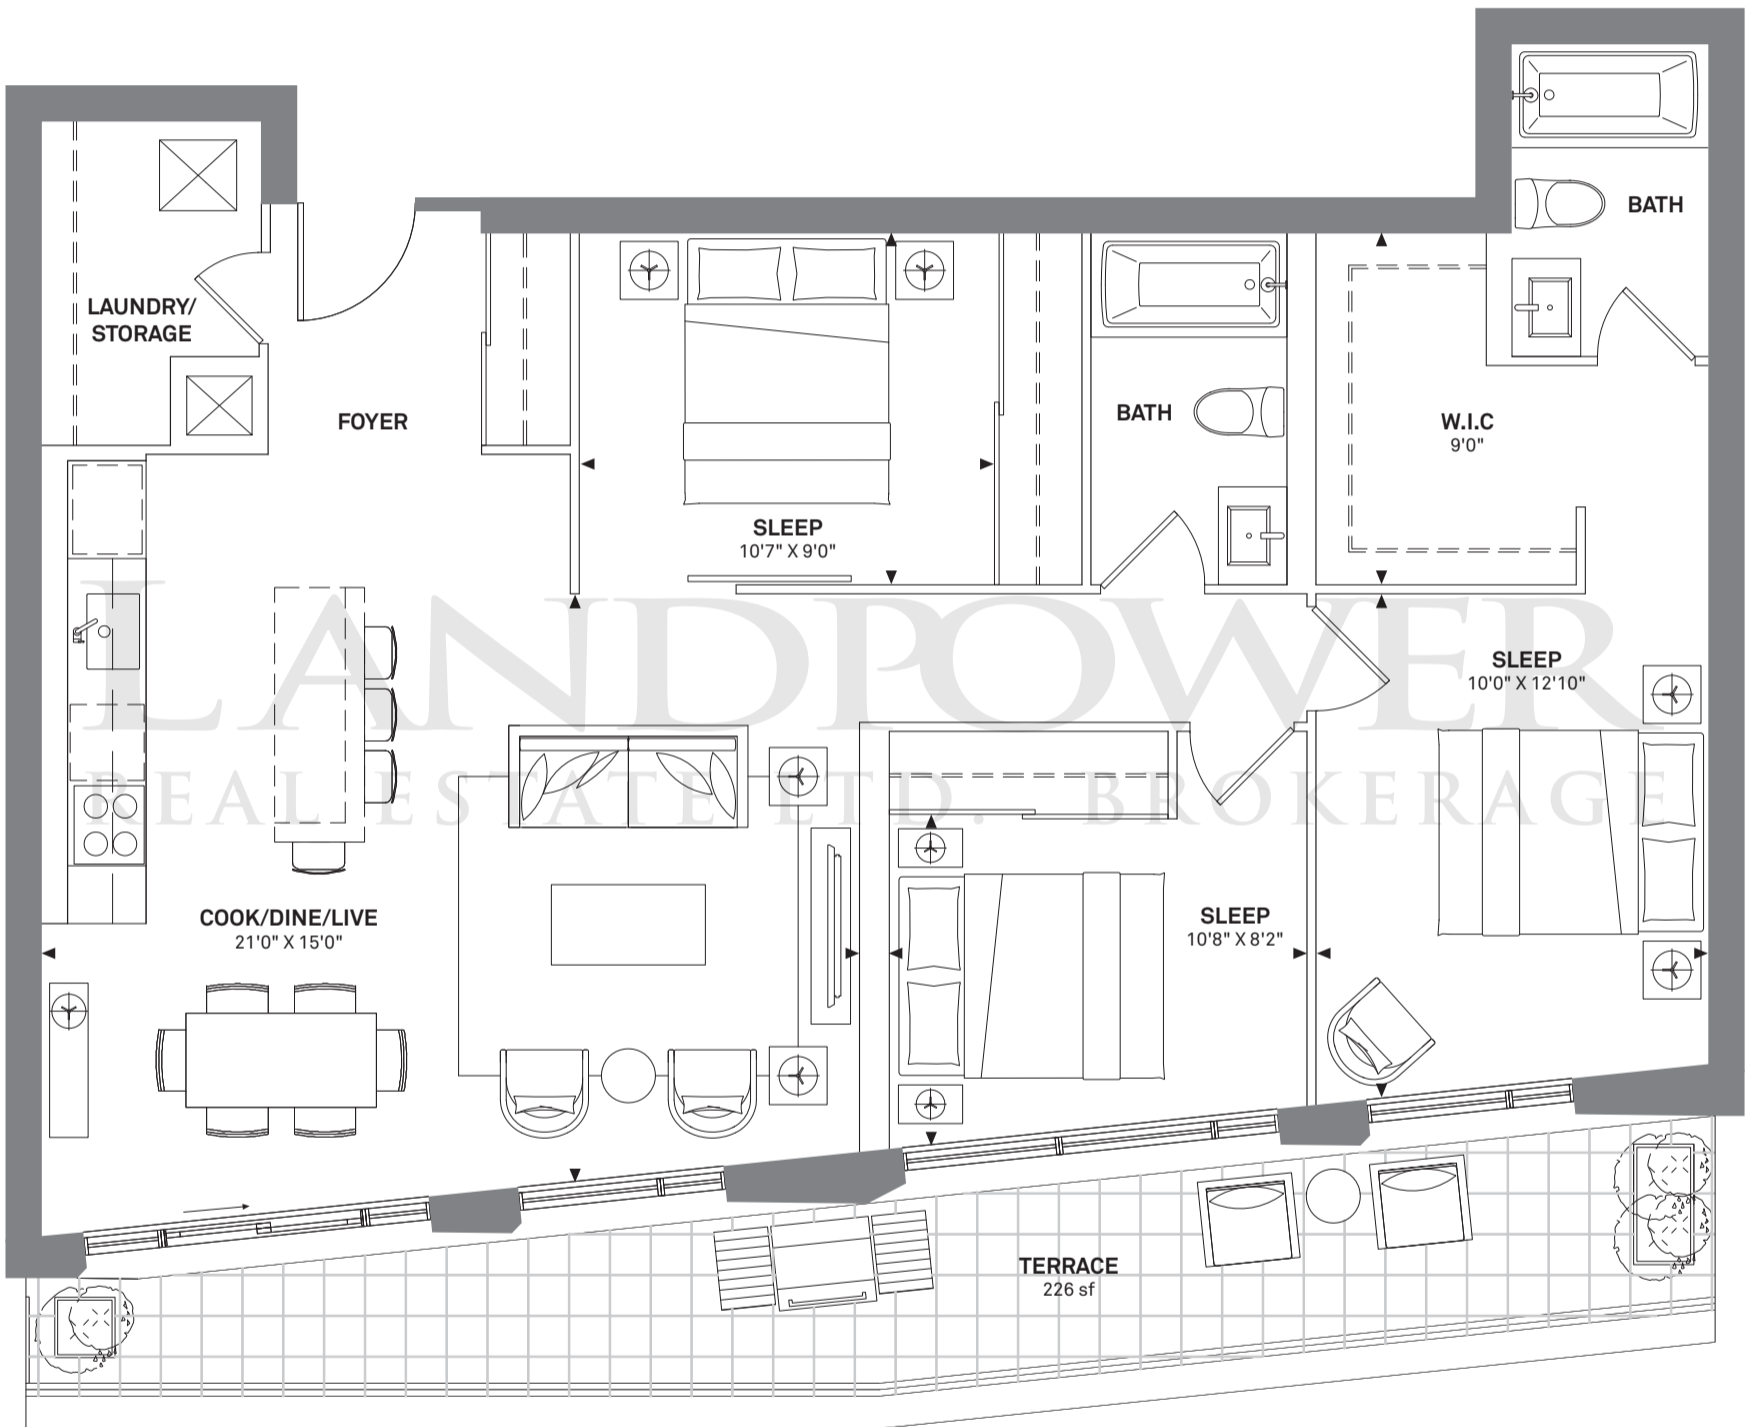 BATH
LAUNDRY/
STORAGE
FOYER
BATH
W.I.C
9'0"
SLEEP
10'7" X 9'0"
LANDPOWER
REAL ESTATE LTD. BROKERAGE
SLEEP
10'0" X 12'10"
COOK/DINE/LIVE
21'0" X 15'0"
SLEEP
10'8" X 8'2"
TERRACE
226 sf